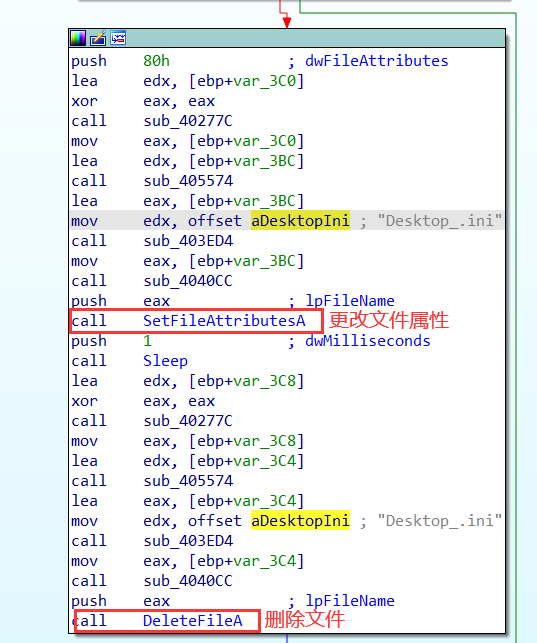 push 80h ; dwFileAttributes
lea edx, [ebp+var_3C0]
xor eax, eax
call sub_40277C
mov eax, [ebp+var_3C0]
lea edx, [ebp+var_3BC]
call sub_405574
lea eax, [ebp+var_3BC]
mov edx, offset aDesktopIni ; "Desktop_.ini"
call sub_403ED4
mov eax, [ebp+var_3BC]
call sub_4040CC
push eax ; lpFileName
call SetFileAttributesA 更改文件属性
push 1 ; dwMilliseconds
call Sleep
lea edx, [ebp+var_3C8]
xor eax, eax
call sub_40277C
mov eax, [ebp+var_3C8]
lea edx, [ebp+var_3C4]
call sub_405574
lea eax, [ebp+var_3C4]
mov edx, offset aDesktopIni ; "Desktop_.ini"
call sub_403ED4
mov eax, [ebp+var_3C4]
call sub_4040CC
push eax ; lpFileName
call DeleteFileA 删除文件